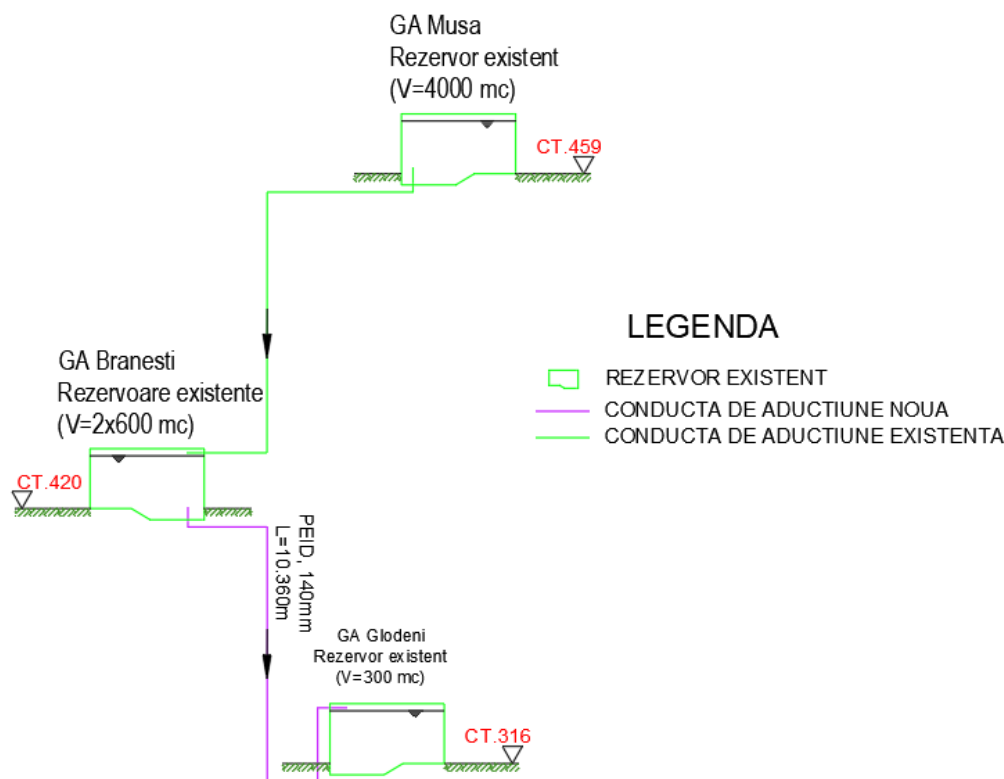 GA Musa
Rezervor existent
(V=4000 mc)
CT.459
GA Branesti
Rezervoare existente
(V=2x600 mc)
CT.420
LEGENDA
REZERVOR EXISTENT
CONDUCTA DE ADUCTIUNE NOUA
CONDUCTA DE ADUCTIUNE EXISTENTA
PEID, 140mm
L=10.360m
GA Glodeni
Rezervor existent
(V=300 mc)
CT.316